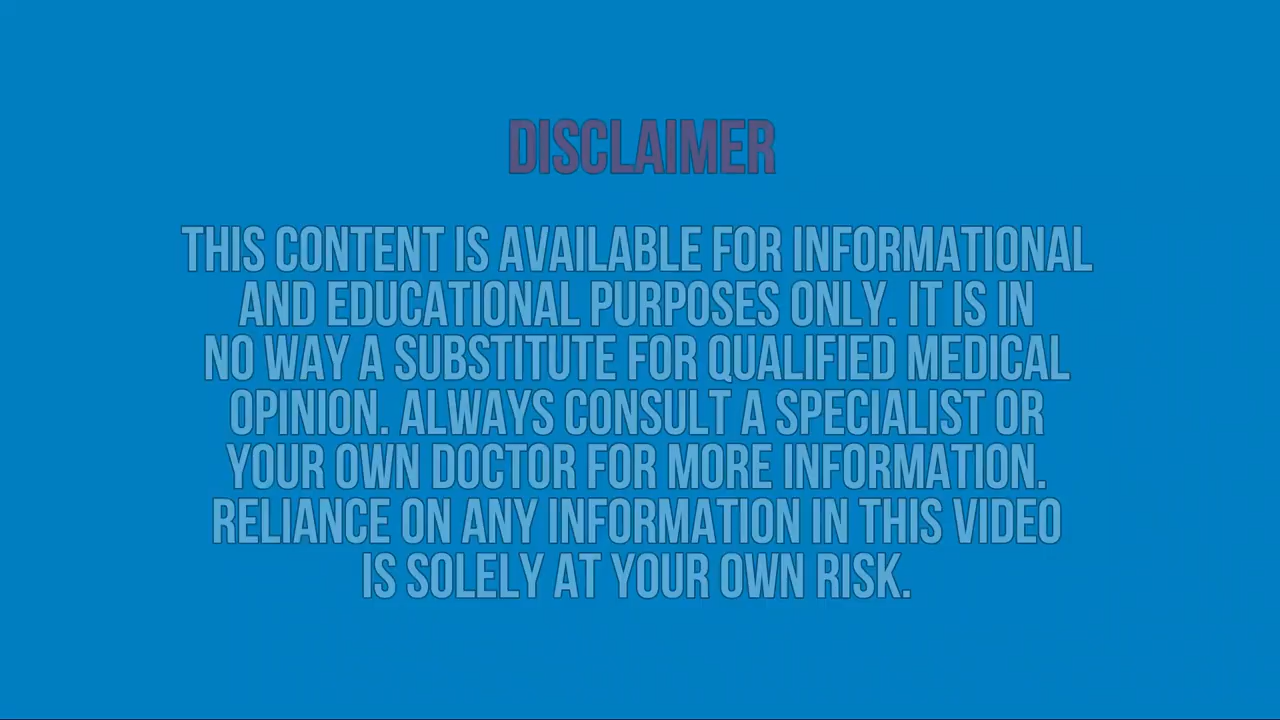 DISCLAIMER
THIS CONTENT IS AVAILABLE FOR INFORMATIONAL
AND EDUCATIONAL PURPOSES ONLY. IT IS IN
NO WAY A SUBSTITUTE FOR QUALIFIED MEDICAL
OPINION. ALWAYS CONSULT A SPECIALIST OR
YOUR OWN DOCTOR FOR MORE INFORMATION.
RELIANCE ON ANY INFORMATION IN THIS VIDEO
IS SOLELY AT YOUR OWN RISK.